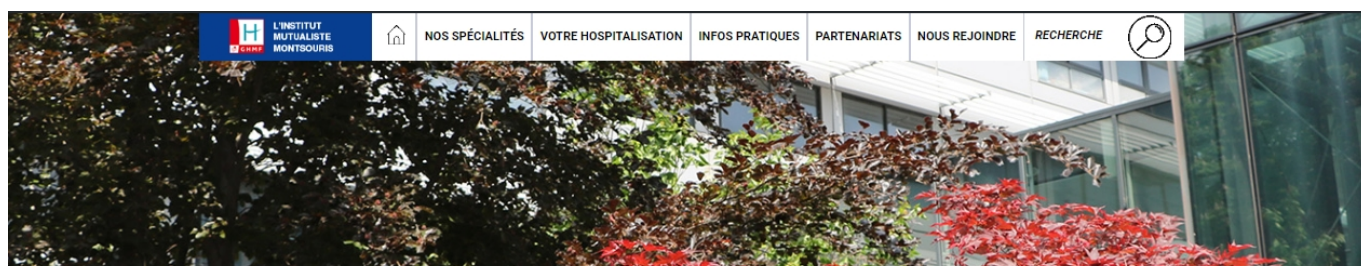 L'INSTITUT
MUTUALISTE
MONTSOURIS
H
GHMF
NOS SPÉCIALITÉS VOTRE HOSPITALISATION INFOS PRATIQUES PARTENARIATS NOUS REJOINDRE RECHERCHE